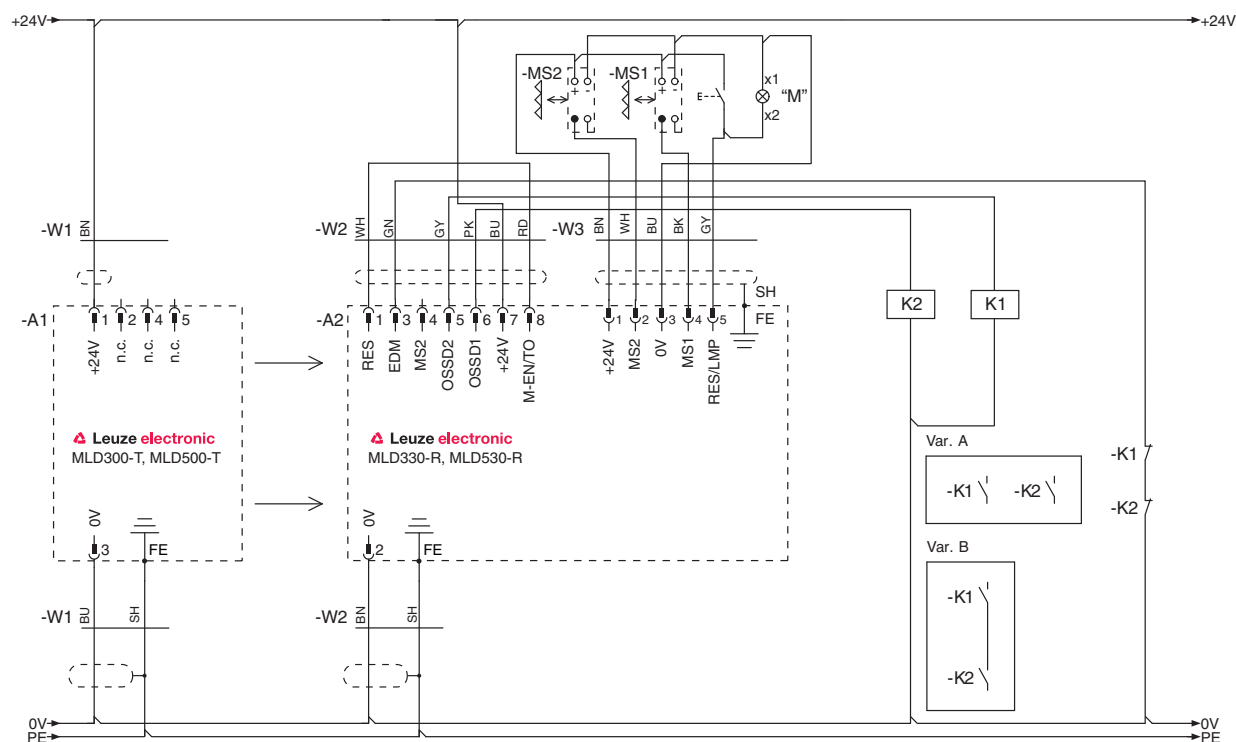 +24V
+24V
-MS2
-MS1
+ -
+ -
E
x1
"M"
x2
-W1
BN
-W2
WH
GN
GY
PK
BU
RD
-W3
BN
WH
BU
BK
GY
SH
FE
K2
K1
-A1
1
2
4
5
+24V
n.c.
n.c.
n.c.
-A2
1
3
4
5
6
7
8
RES
EDM
MS2
OSSD2
OSSD1
+24V
M-EN/TO
1
2
3
4
5
+24V
MS2
0V
MS1
RES/LMP
Leuze electronic
MLD300-T, MLD500-T
Leuze electronic
MLD330-R, MLD530-R
Var. A
-K1
-K2
-K1
-K2
Var. B
-K1
-K2
0V
3
FE
0V
2
FE
-W1
BU
SH
-W2
BN
SH
0V
0V
PE
PE